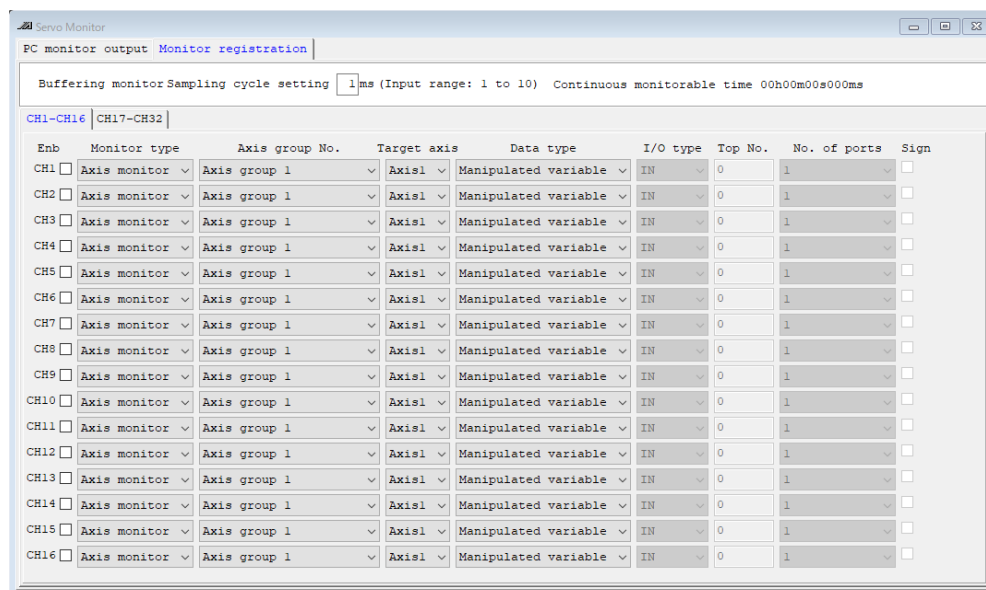 Servo Monitor
PC monitor output Monitor registration
Buffering monitor Sampling cycle setting 1 ms (Input range: 1 to 10) Continuous monitorable time 00h00m00s000ms
CH1-CH16 CH17-CH32
Enb Monitor type Axis group No. Target axis Data type I/O type Top No. No. of ports Sign
CH1 Axis monitor Axis group 1 Axis1 Manipulated variable IN 0 1
CH2 Axis monitor Axis group 1 Axis1 Manipulated variable IN 0 1
CH3 Axis monitor Axis group 1 Axis1 Manipulated variable IN 0 1
CH4 Axis monitor Axis group 1 Axis1 Manipulated variable IN 0 1
CH5 Axis monitor Axis group 1 Axis1 Manipulated variable IN 0 1
CH6 Axis monitor Axis group 1 Axis1 Manipulated variable IN 0 1
CH7 Axis monitor Axis group 1 Axis1 Manipulated variable IN 0 1
CH8 Axis monitor Axis group 1 Axis1 Manipulated variable IN 0 1
CH9 Axis monitor Axis group 1 Axis1 Manipulated variable IN 0 1
CH10 Axis monitor Axis group 1 Axis1 Manipulated variable IN 0 1
CH11 Axis monitor Axis group 1 Axis1 Manipulated variable IN 0 1
CH12 Axis monitor Axis group 1 Axis1 Manipulated variable IN 0 1
CH13 Axis monitor Axis group 1 Axis1 Manipulated variable IN 0 1
CH14 Axis monitor Axis group 1 Axis1 Manipulated variable IN 0 1
CH15 Axis monitor Axis group 1 Axis1 Manipulated variable IN 0 1
CH16 Axis monitor Axis group 1 Axis1 Manipulated variable IN 0 1